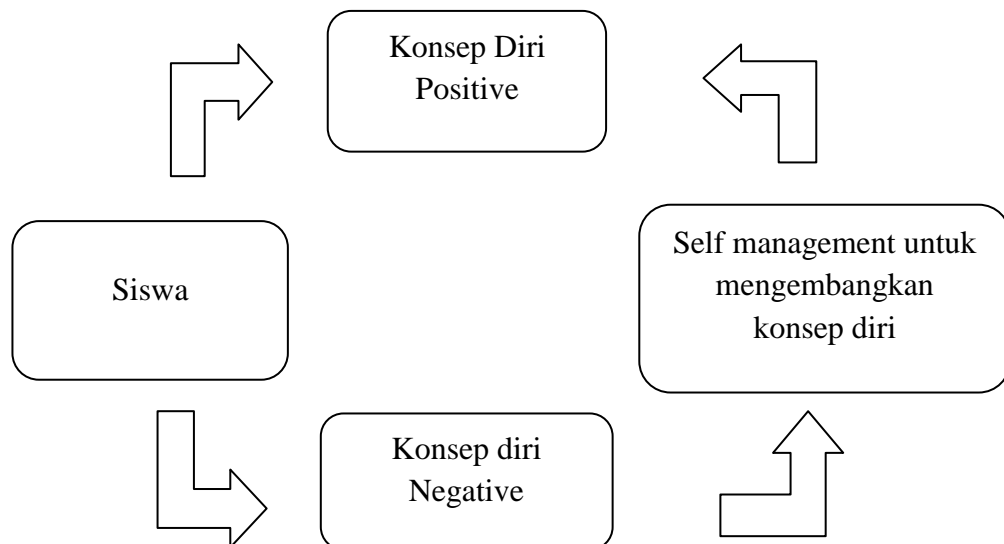 Konsep Diri
Positive
Siswa
Self management untuk
mengembangkan
konsep diri
Konsep diri
Negative